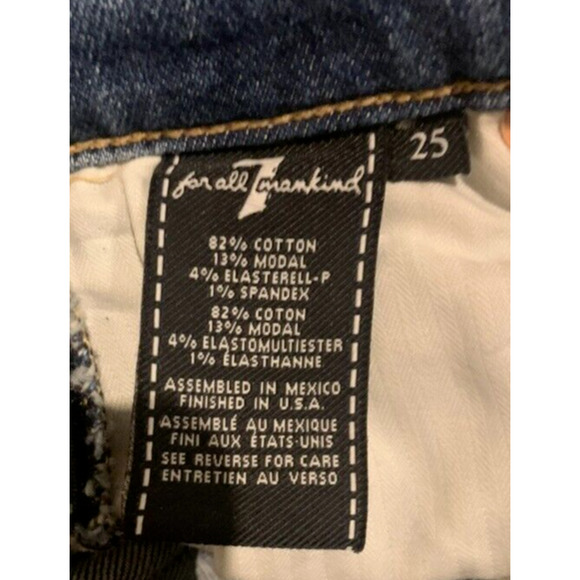 25
for all 7 mankind
82% COTTON
13% MODAL
4% ELASTERELL-P
1% SPANDEX
82% COTON
13% MODAL
4% ELASTOMULTIESTER
1% ÉLASTHANNE
ASSEMBLED IN MEXICO
FINISHED IN U.S.A.
ASSEMBLÉ AU MEXIQUE
FINI AUX ÉTATS-UNIS
SEE REVERSE FOR CARE
ENTRETIEN AU VERSO